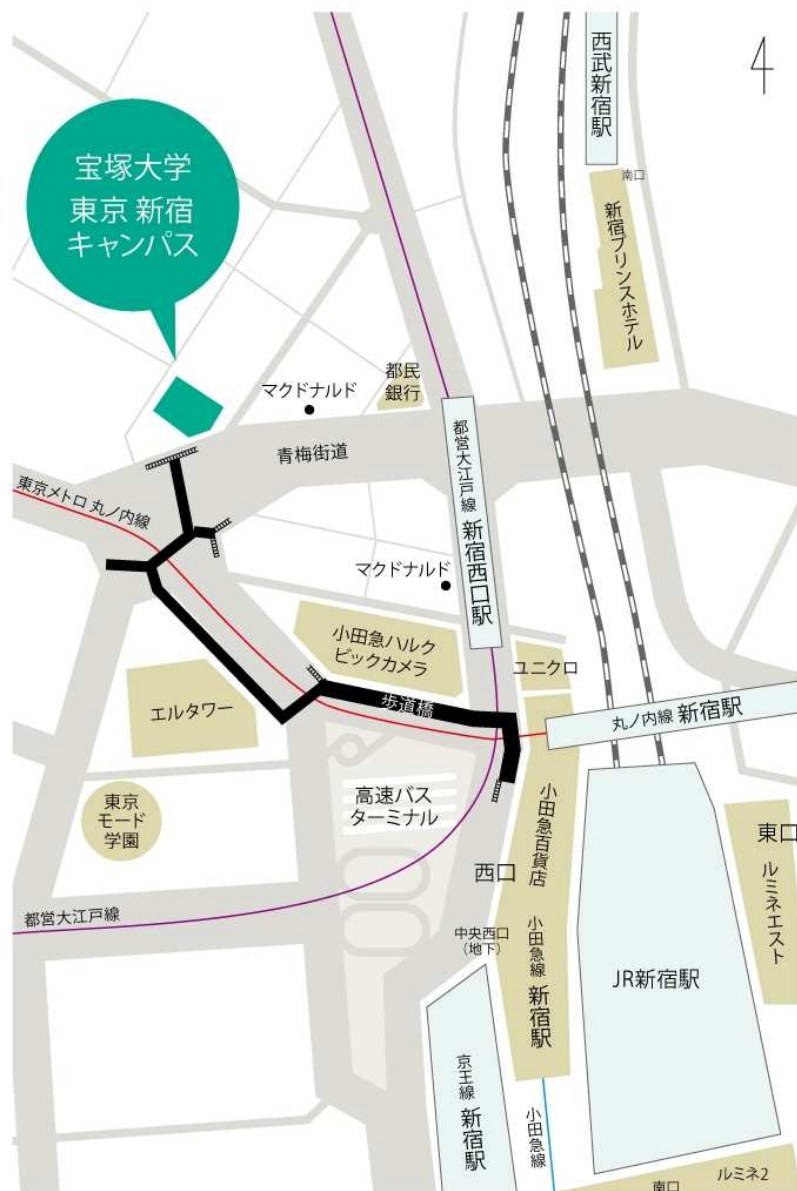 西武新宿駅
南口
新宿プリンスホテル
宝塚大学
東京 新宿
キャンパス
都民
銀行
マクドナルド
青梅街道
都営大江戸線 新宿西口駅
東京メトロ 丸ノ内線
マクドナルド
小田急ハルク
ビックカメラ
ユニクロ
エルタワー
歩道橋
丸ノ内線 新宿駅
高速バス
ターミナル
小田急百貨店
東京
モード
学園
東口
ルミネエスト
西口
都営大江戸線
中央西口
(地下)
小田急線 新宿駅
JR新宿駅
京王線 新宿駅
小田急線
南口
ルミネ2